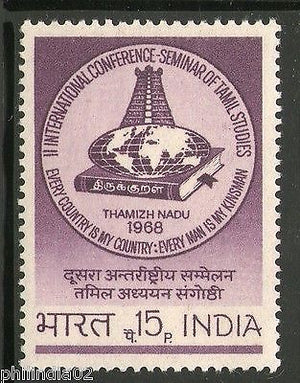 II INTERNATIONAL CONFERENCE-SEMINAR OF TAMIL STUDIES
திருக்குறள்
THAMIZH NADU
1968
EVERY COUNTRY IS MY COUNTRY: EVERY MAN IS MY KINSMAN
दूसरा अन्तर्राष्ट्रीय सम्मेलन
तमिल अध्ययन संगोष्ठी
भारत पै. 15 P. INDIA
philindia02